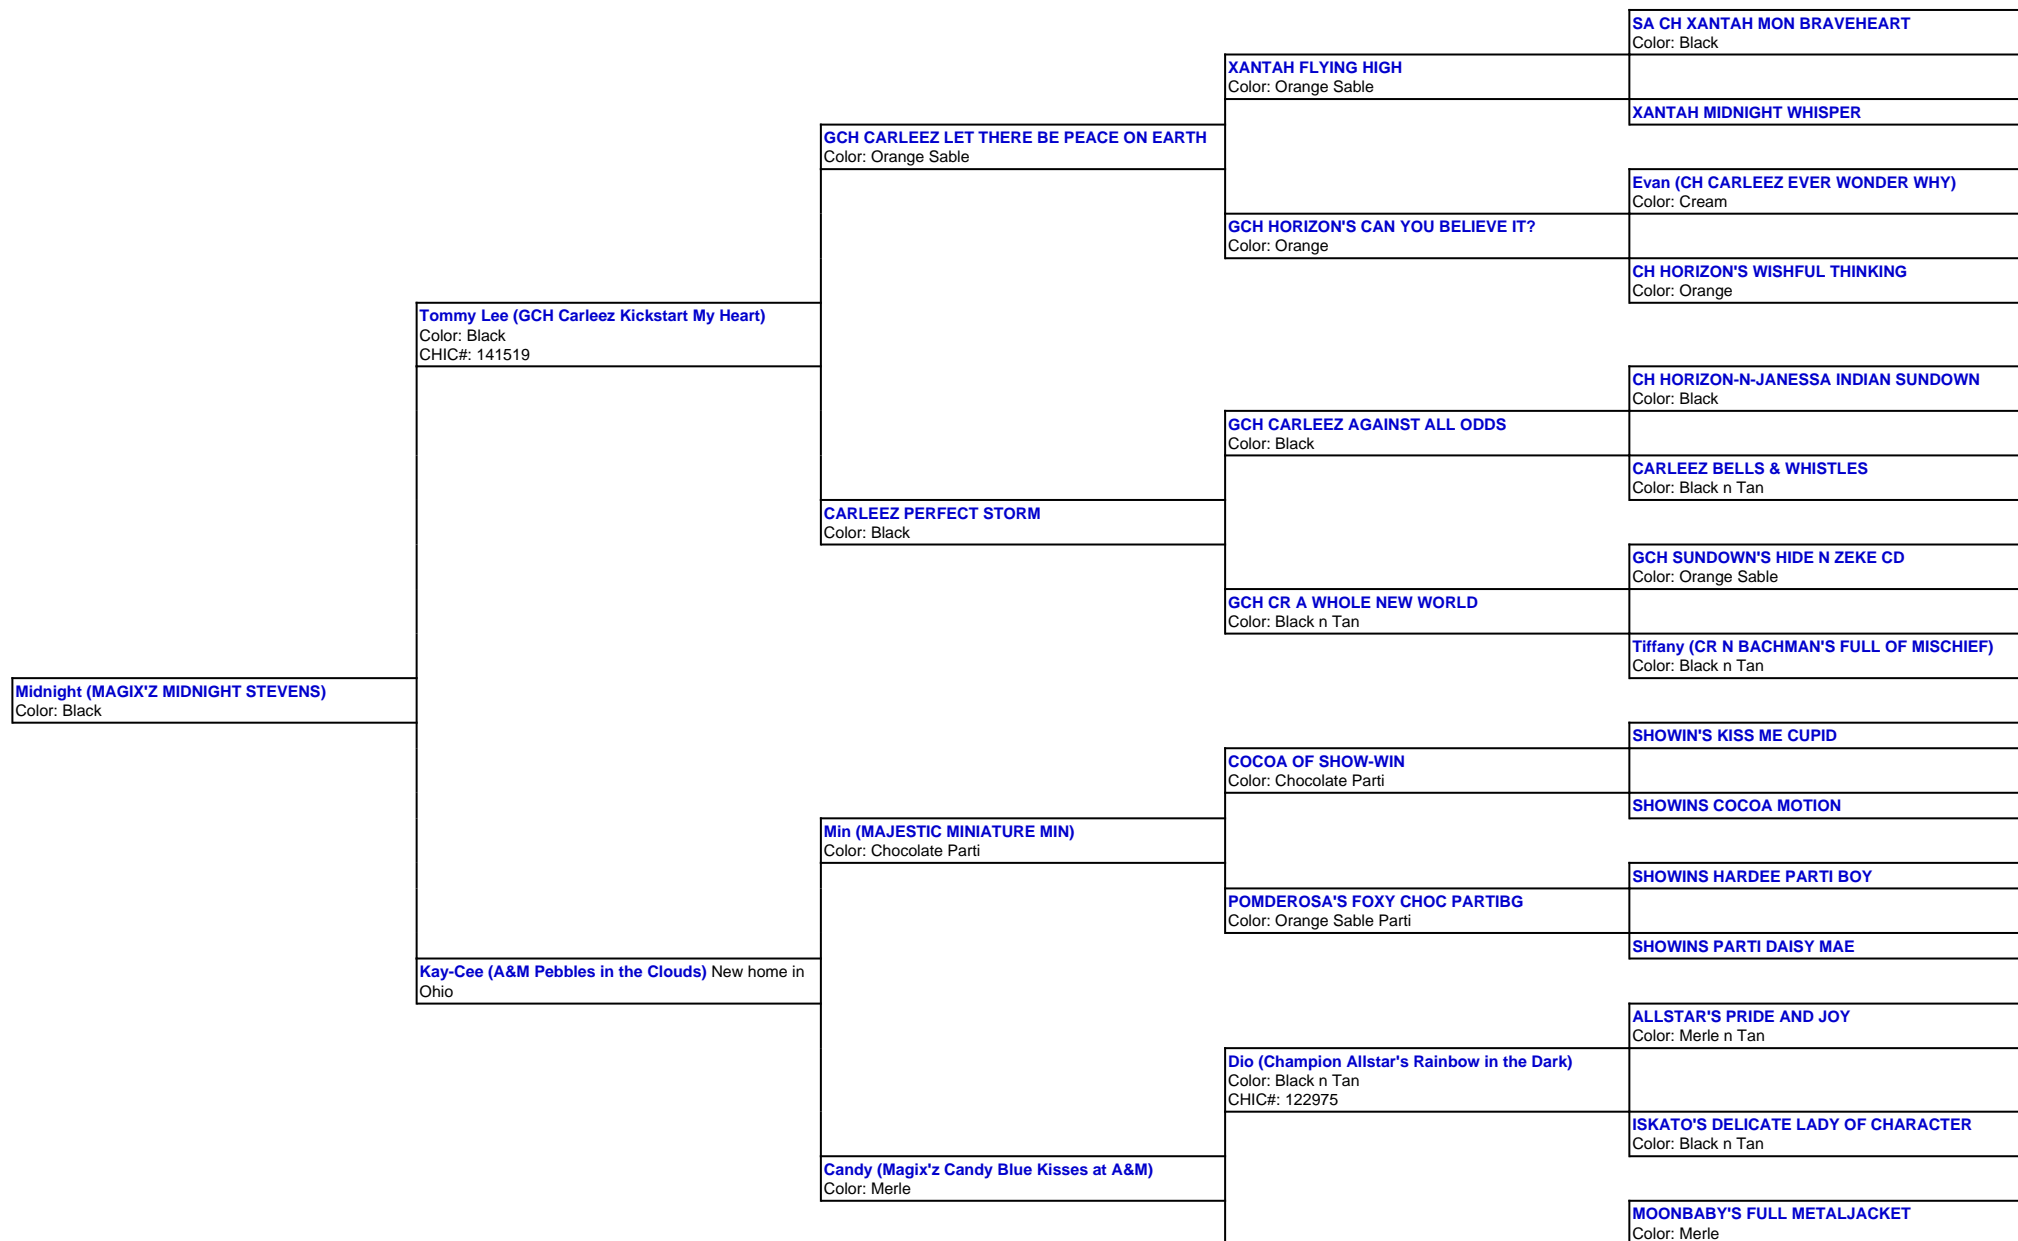 SA CH XANTAH MON BRAVEHEART
Color: Black
XANTAH FLYING HIGH
Color: Orange Sable
XANTAH MIDNIGHT WHISPER
GCH CARLEEZ LET THERE BE PEACE ON EARTH
Color: Orange Sable
Evan (CH CARLEEZ EVER WONDER WHY)
Color: Cream
GCH HORIZON'S CAN YOU BELIEVE IT?
Color: Orange
CH HORIZON'S WISHFUL THINKING
Color: Orange
Tommy Lee (GCH Carleez Kickstart My Heart)
Color: Black
CHIC#: 141519
CH HORIZON-N-JANESSA INDIAN SUNDOWN
Color: Black
GCH CARLEEZ AGAINST ALL ODDS
Color: Black
CARLEEZ BELLS & WHISTLES
Color: Black n Tan
CARLEEZ PERFECT STORM
Color: Black
GCH SUNDOWN'S HIDE N ZEKE CD
Color: Orange Sable
GCH CR A WHOLE NEW WORLD
Color: Black n Tan
Tiffany (CR N BACHMAN'S FULL OF MISCHIEF)
Color: Black n Tan
Midnight (MAGIX'Z MIDNIGHT STEVENS)
Color: Black
SHOWIN'S KISS ME CUPID
COCOA OF SHOW-WIN
Color: Chocolate Parti
SHOWINS COCOA MOTION
Min (MAJESTIC MINIATURE MIN)
Color: Chocolate Parti
SHOWINS HARDEE PARTI BOY
POMDEROSA'S FOXY CHOC PARTIBG
Color: Orange Sable Parti
SHOWINS PARTI DAISY MAE
Kay-Cee (A&M Pebbles in the Clouds) New home in
Ohio
ALLSTAR'S PRIDE AND JOY
Color: Merle n Tan
Dio (Champion Allstar's Rainbow in the Dark)
Color: Black n Tan
CHIC#: 122975
ISKATO'S DELICATE LADY OF CHARACTER
Color: Black n Tan
Candy (Magix'z Candy Blue Kisses at A&M)
Color: Merle
MOONBABY'S FULL METALJACKET
Color: Merle